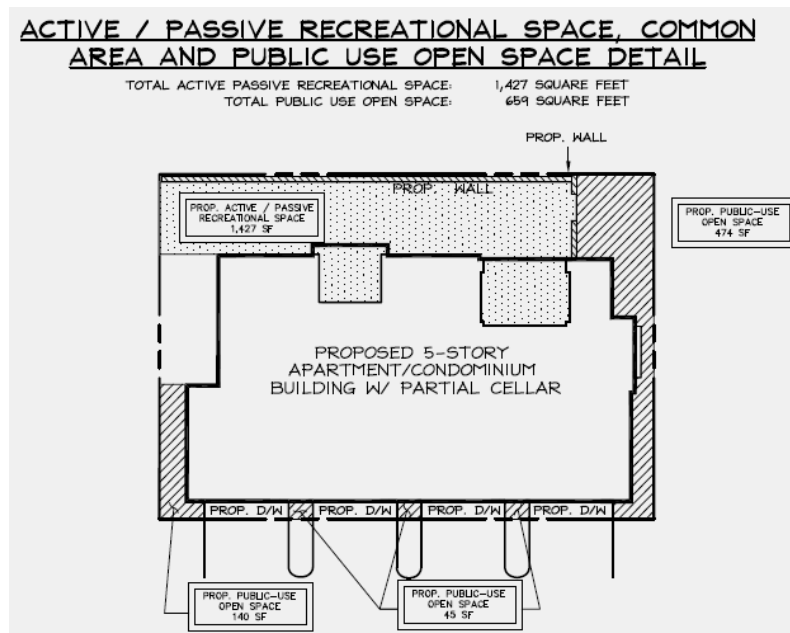 ACTIVE / PASSIVE RECREATIONAL SPACE, COMMON
AREA AND PUBLIC USE OPEN SPACE DETAIL
TOTAL ACTIVE PASSIVE RECREATIONAL SPACE: 1,427 SQUARE FEET
TOTAL PUBLIC USE OPEN SPACE: 659 SQUARE FEET
PROP. WALL
PROP. WALL
PROP. ACTIVE / PASSIVE
RECREATIONAL SPACE
1,427 SF
PROP. PUBLIC-USE
OPEN SPACE
474 SF
PROPOSED 5-STORY
APARTMENT/CONDOMINIUM
BUILDING W/ PARTIAL CELLAR
PROP. D/W PROP. D/W PROP. D/W PROP. D/W
PROP. PUBLIC-USE
OPEN SPACE
140 SF
PROP. PUBLIC-USE
OPEN SPACE
45 SF